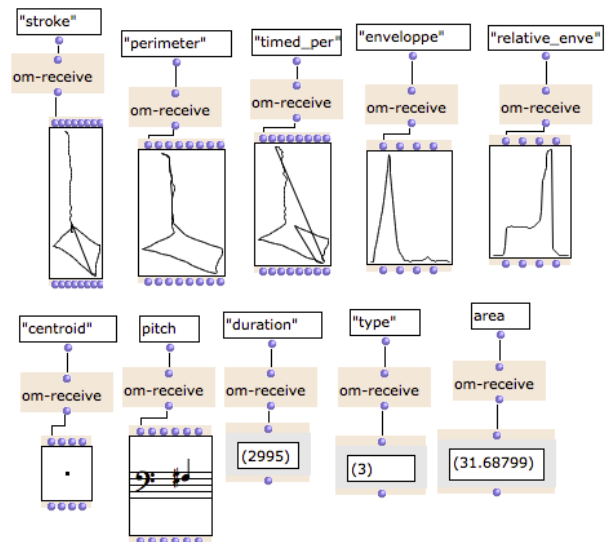 "stroke"
"perimeter"
"timed_per"
"enveloppe"
"relative_enve
om-receive
om-receive
om-receive
om-receive
om-receive
"centroid"
pitch
"duration"
"type"
area
om-receive
om-receive
om-receive
om-receive
om-receive
(2995)
(3)
(31.68799)